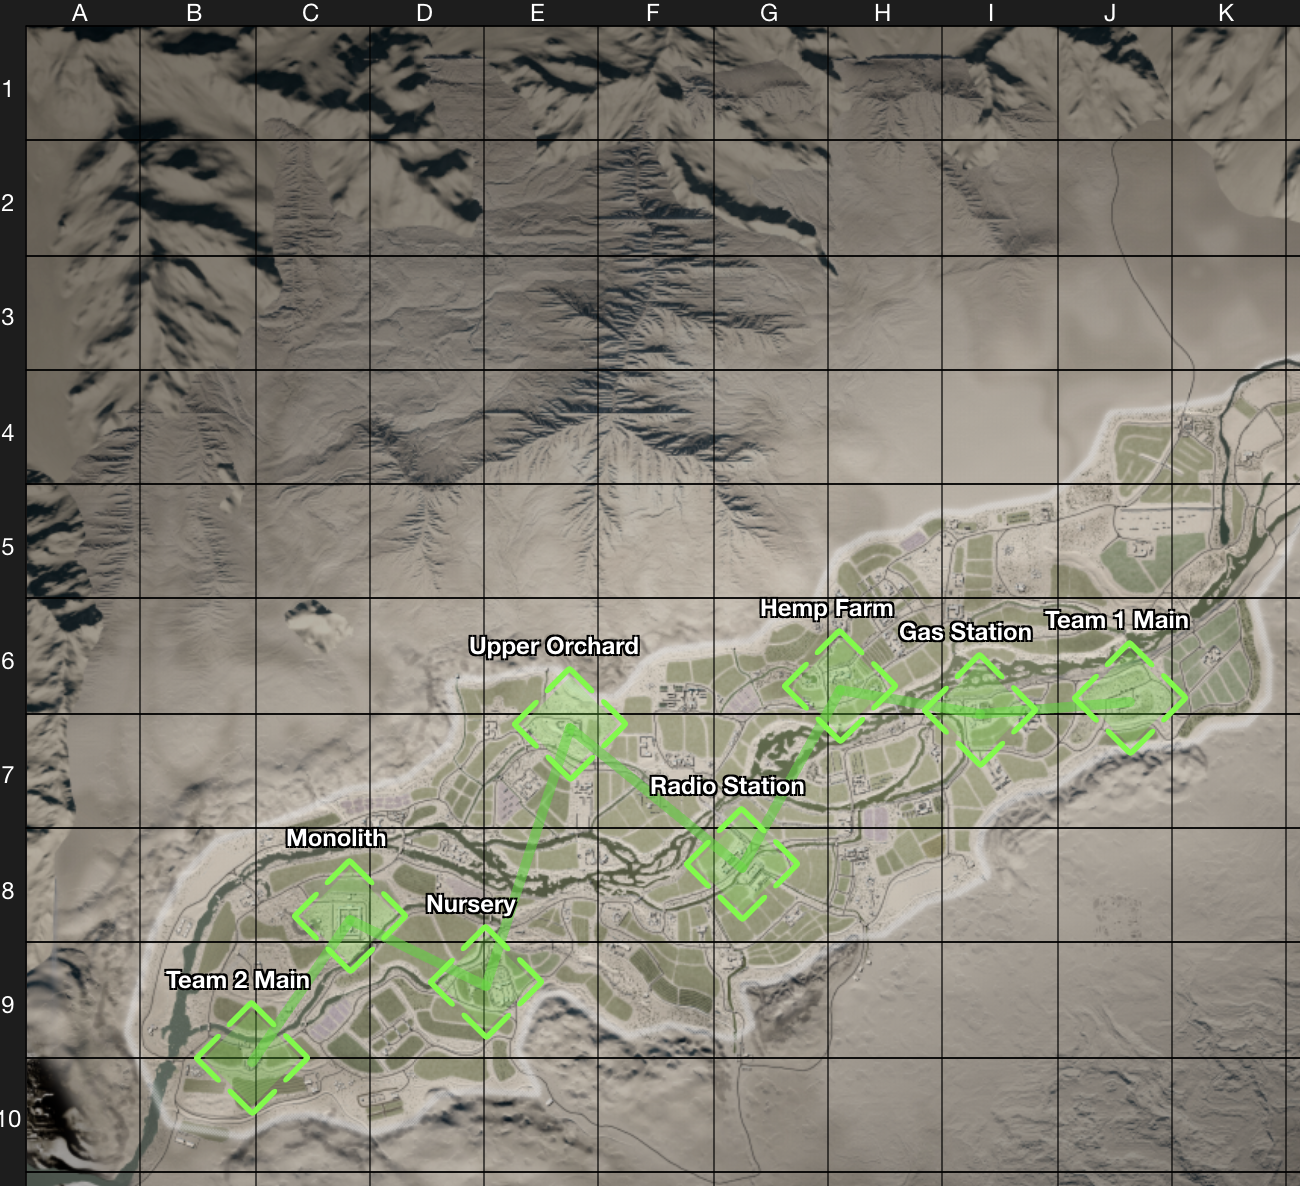 A B C D E F G H I J K
1
2
3
4
5
6
7
8
9
10
Hemp Farm
Team 1 Main
Gas Station
Upper Orchard
Radio Station
Monolith
Nursery
Team 2 Main